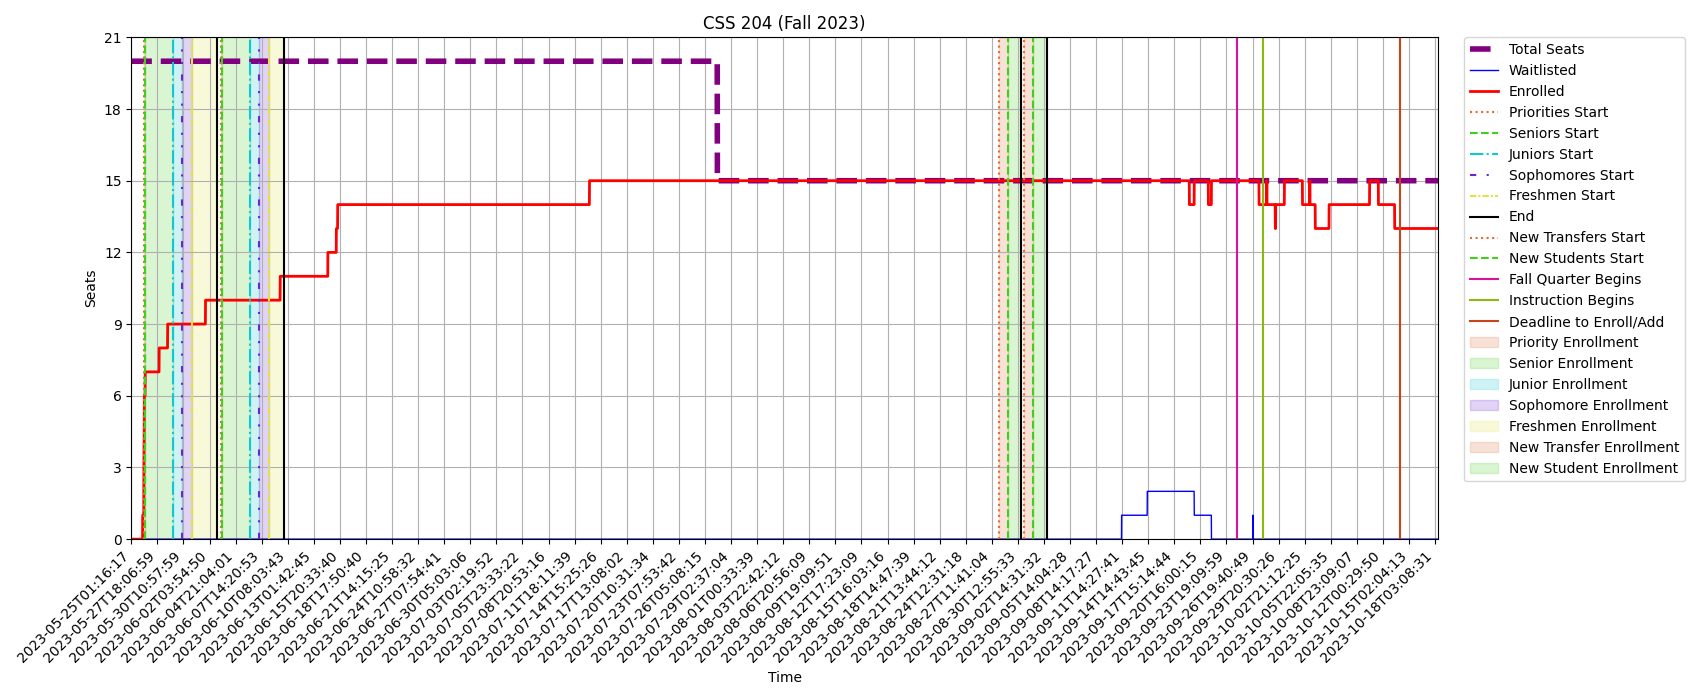 CSS 204 (Fall 2023)
Seats
21
18
15
12
9
6
3
0
2023-05-25T01:16:17
2023-05-27T18:06:59
2023-05-30T10:57:59
2023-06-02T03:54:50
2023-06-04T21:04:01
2023-06-07T14:20:53
2023-06-10T08:03:43
2023-06-13T01:42:45
2023-06-15T20:33:40
2023-06-18T17:50:40
2023-06-21T14:15:25
2023-06-24T10:58:32
2023-06-27T07:54:41
2023-06-30T05:03:06
2023-07-03T02:19:52
2023-07-05T23:33:22
2023-07-08T20:53:16
2023-07-11T18:11:39
2023-07-14T15:25:26
2023-07-17T13:08:02
2023-07-20T10:31:34
2023-07-23T07:53:42
2023-07-26T05:08:15
2023-07-29T02:37:04
2023-08-01T00:33:39
2023-08-03T22:42:12
2023-08-06T20:56:09
2023-08-09T19:09:51
2023-08-12T17:23:09
2023-08-15T16:03:16
2023-08-18T14:47:39
2023-08-21T13:44:12
2023-08-24T12:31:18
2023-08-27T11:41:04
2023-08-30T12:55:33
2023-09-02T14:31:32
2023-09-05T14:04:28
2023-09-08T14:17:27
2023-09-11T14:27:41
2023-09-14T14:43:45
2023-09-17T15:14:44
2023-09-20T16:00:15
2023-09-23T19:09:59
2023-09-26T19:40:49
2023-09-29T20:30:26
2023-10-02T21:12:25
2023-10-05T22:05:35
2023-10-08T23:09:07
2023-10-12T00:29:50
2023-10-15T02:04:13
2023-10-18T03:08:31
Time
Total Seats
Waitlisted
Enrolled
Priorities Start
Seniors Start
Juniors Start
Sophomores Start
Freshmen Start
End
New Transfers Start
New Students Start
Fall Quarter Begins
Instruction Begins
Deadline to Enroll/Add
Priority Enrollment
Senior Enrollment
Junior Enrollment
Sophomore Enrollment
Freshmen Enrollment
New Transfer Enrollment
New Student Enrollment